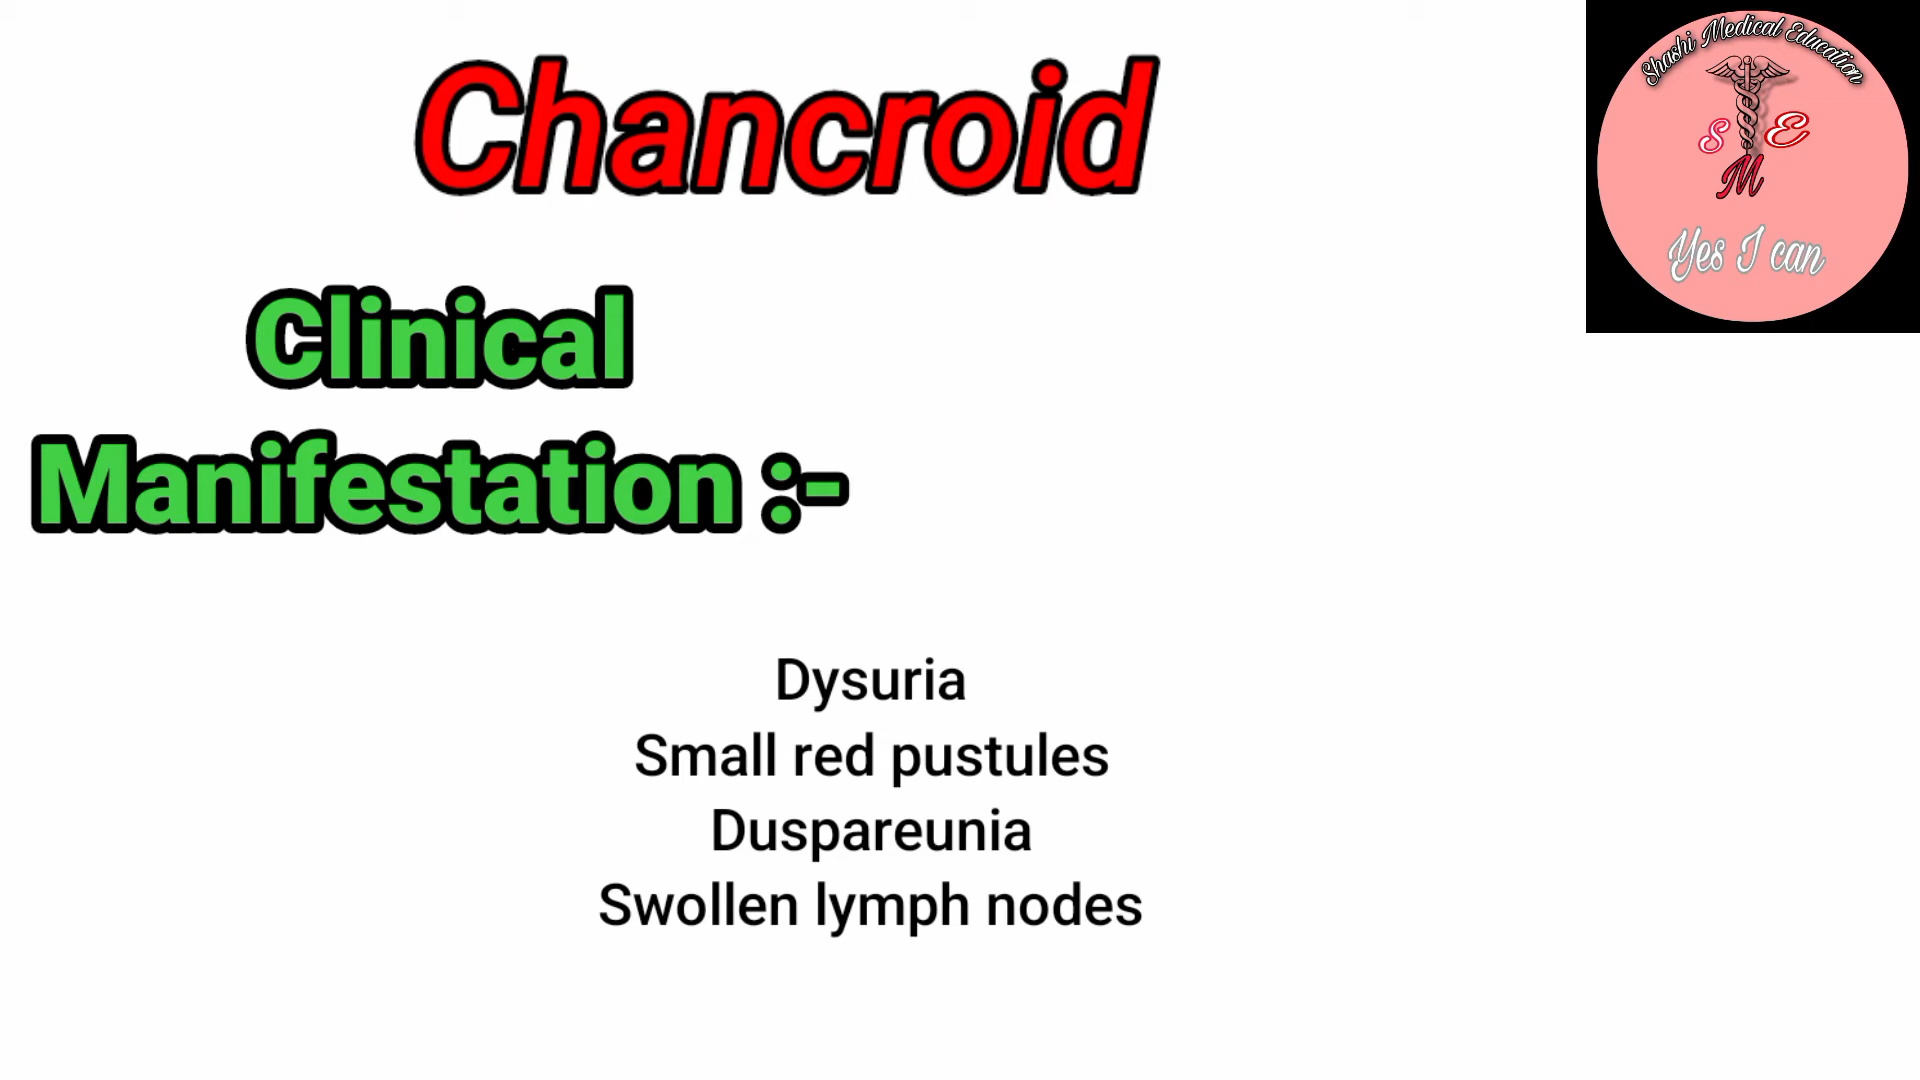 Chancroid
Shashi Medical Education
S E
M
Yes I can
Clinical
Manifestation :-
Dysuria
Small red pustules
Duspareunia
Swollen lymph nodes